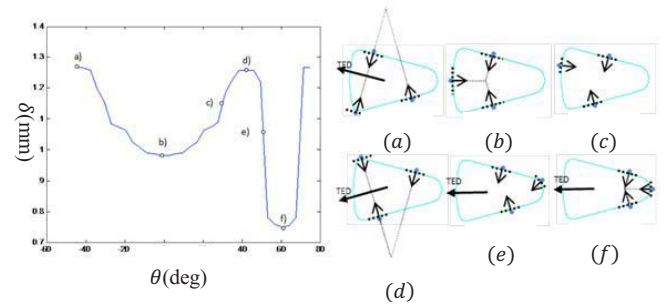 1.4
1.3
1.2
1.1
1
0.9
0.8
0.7
-60
-40
-20
0
20
40
60
80
δ(mm)
θ(deg)
a)
b)
c)
d)
e)
f)
TED
(a)
(b)
(c)
TED
(d)
TED
(e)
TED
(f)